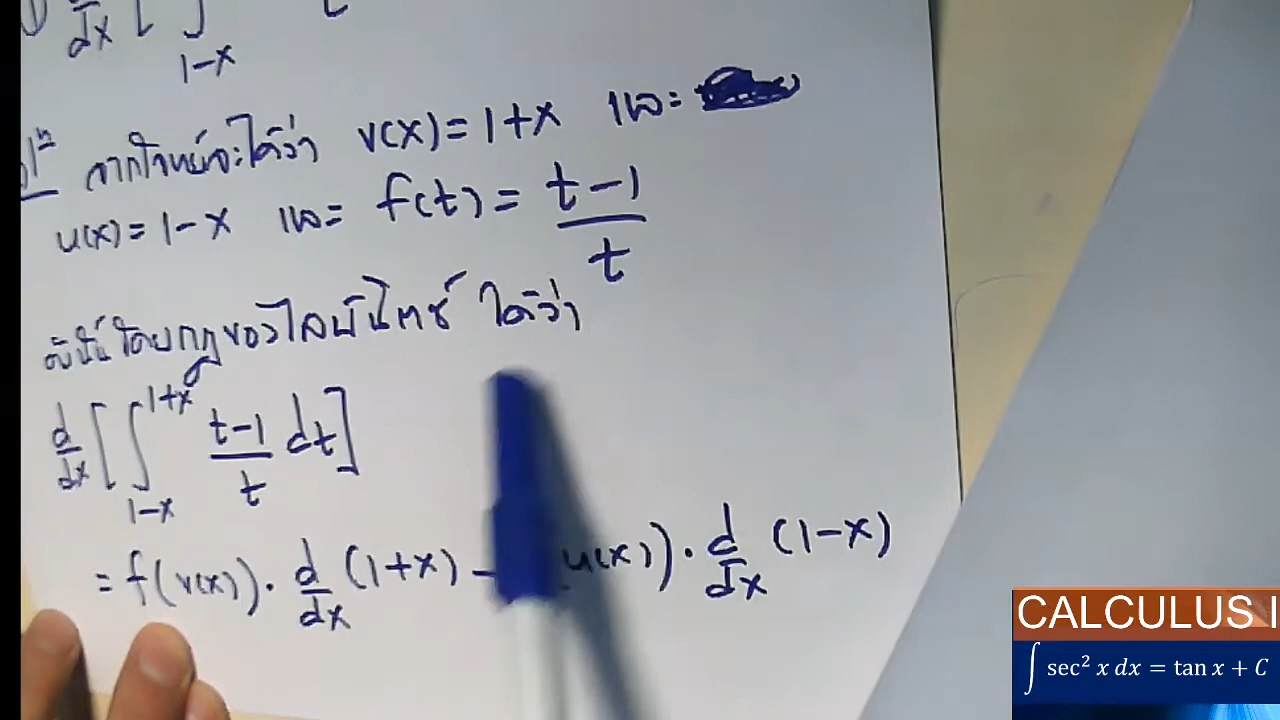 d/dx [ ∫ t
1-x
จากโจทย์จะได้ว่า v(x) = 1+x และ
u(x) = 1-x และ f(t) = (t-1)/t
ดังนั้นโดยกฎของไลบ์นิทซ์ ได้ว่า
d/dx [ ∫_{1-x}^{1+x} (t-1)/t dt ]
= f(v(x)) · d/dx (1+x) - u(x)) · d/dx (1-x)
CALCULUS I
∫ sec² x dx = tan x + C